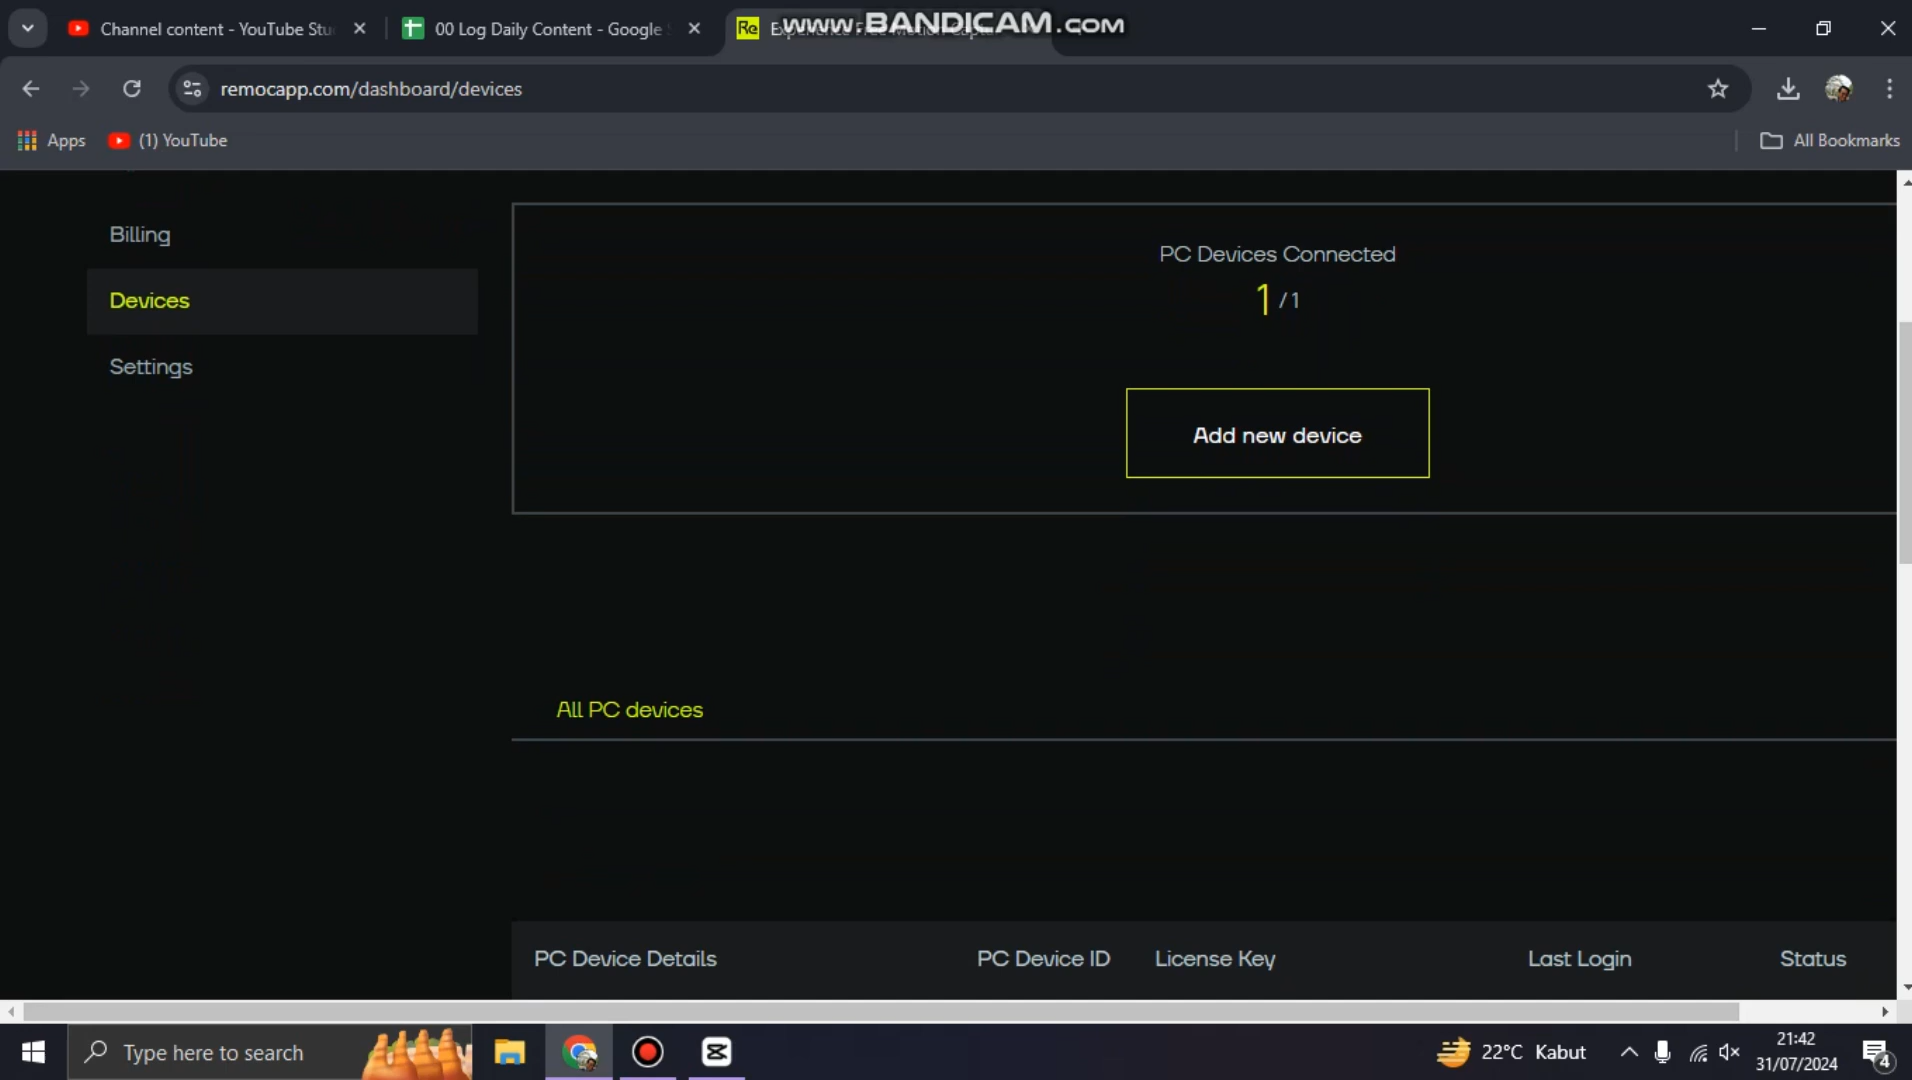 Channel content - YouTube Stu
00 Log Daily Content - Google
Re
www.BANDICAM.com
remocapp.com/dashboard/devices
Apps
(1) YouTube
All Bookmarks
Billing
Devices
Settings
PC Devices Connected
1 / 1
Add new device
All PC devices
PC Device Details
PC Device ID
License Key
Last Login
Status
Type here to search
22°C Kabut
21:42
31/07/2024
4